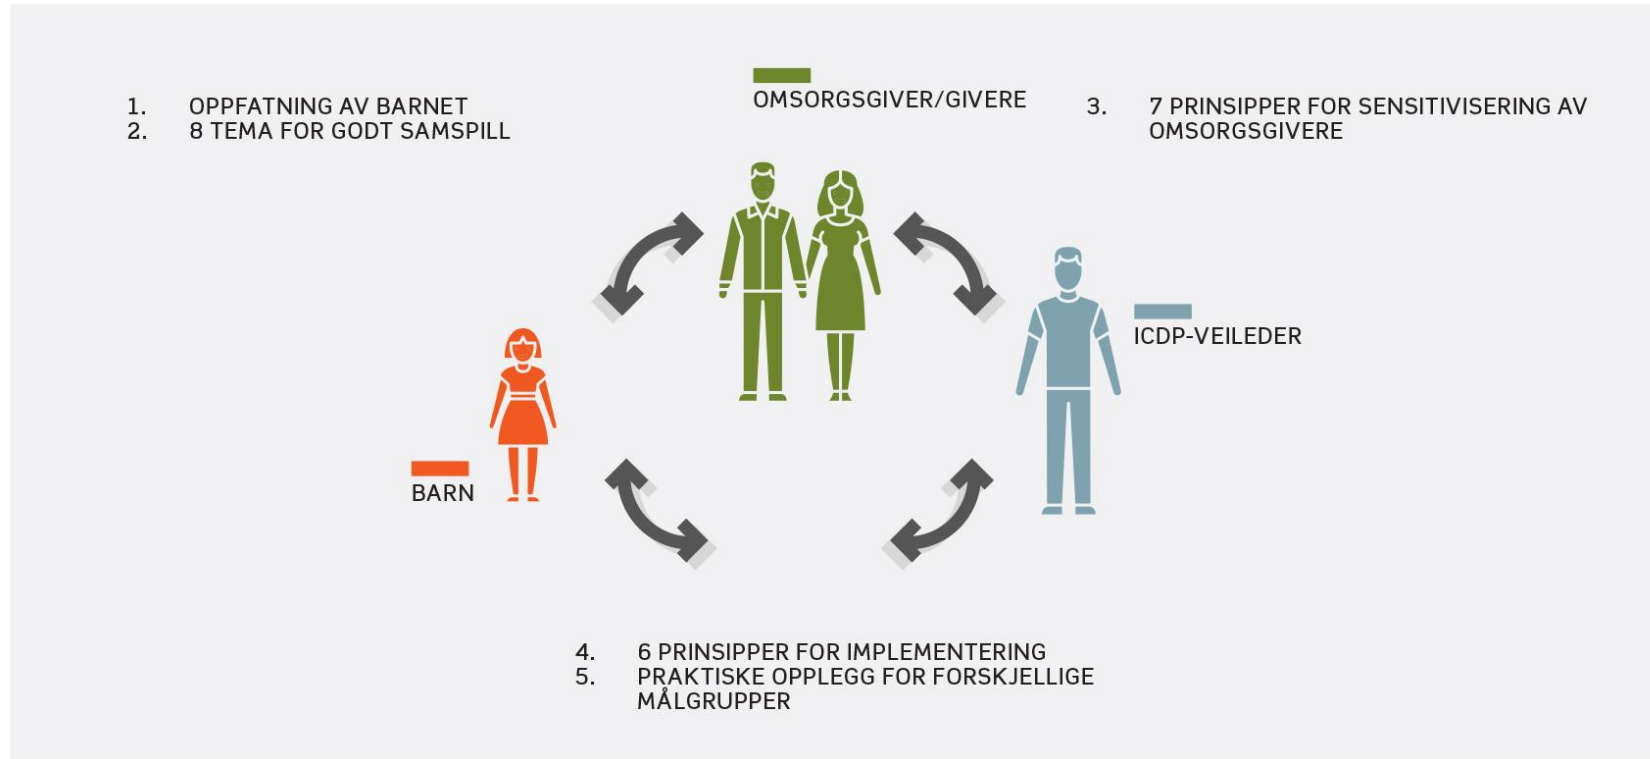 1. OPPFATNING AV BARNET
2. 8 TEMA FOR GODT SAMSPILL
OMSORGSGIVER/GIVERE
3. 7 PRINSIPPER FOR SENSITIVISERING AV
OMSORGSGIVERE
ICDP-VEILEDER
BARN
4. 6 PRINSIPPER FOR IMPLEMENTERING
5. PRAKTISKE OPPLEGG FOR FORSKJELLIGE
MÅLGRUPPER